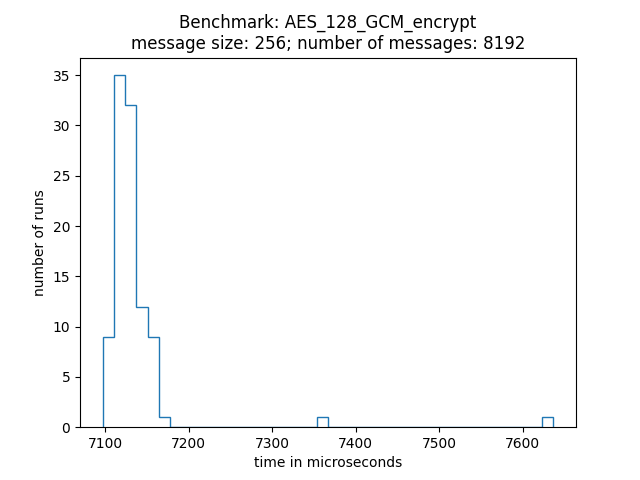 Benchmark: AES_128_GCM_encrypt
message size: 256; number of messages: 8192
35
30
25
20
15
10
5
0
number of runs
7100 7200 7300 7400 7500 7600
time in microseconds